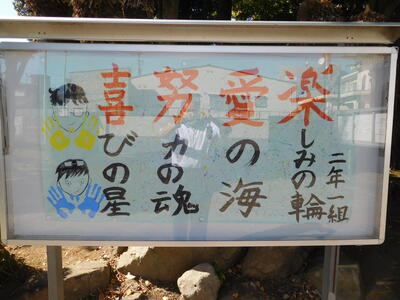 二年一組
楽しみの輪
愛の海
努力の魂
喜びの星